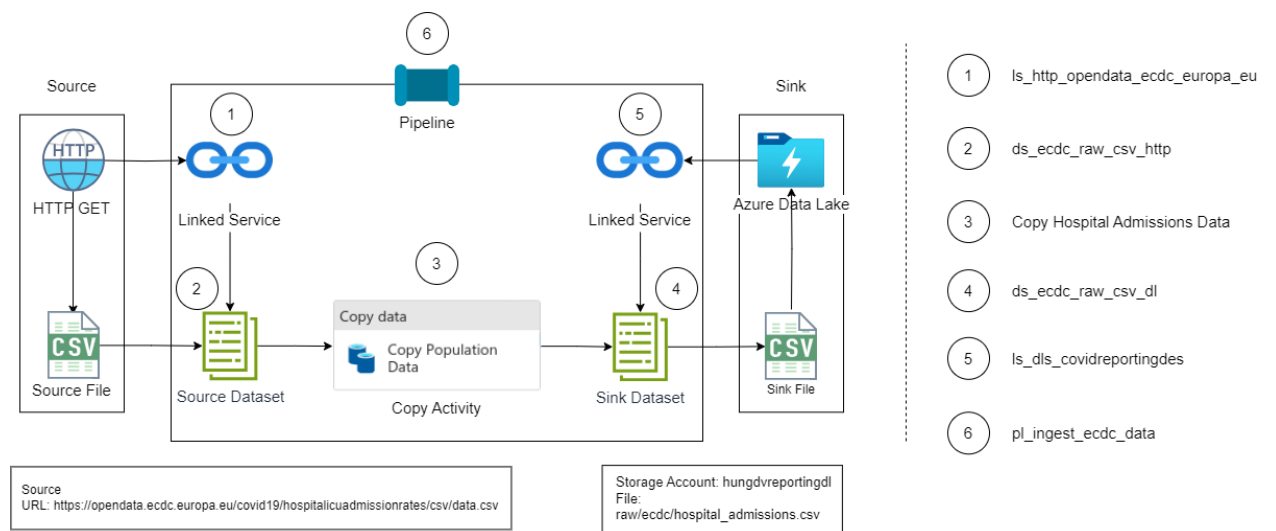 6
Source
Sink
Pipeline
1
5
HTTP
HTTP GET
Azure Data Lake
Linked Service
Linked Service
2
3
4
CSV
Source File
Source Dataset
Copy data
Copy Population
Data
Copy Activity
Sink Dataset
CSV
Sink File
Source
URL: https://opendata.ecdc.europa.eu/covid19/hospitalicuadmissionrates/csv/data.csv
Storage Account: hungdvreportingdl
File:
raw/ecdc/hospital_admissions.csv
1 ls_http_opendata_ecdc_europa_eu
2 ds_ecdc_raw_csv_http
3 Copy Hospital Admissions Data
4 ds_ecdc_raw_csv_dl
5 ls_dls_covidreportingdes
6 pl_ingest_ecdc_data